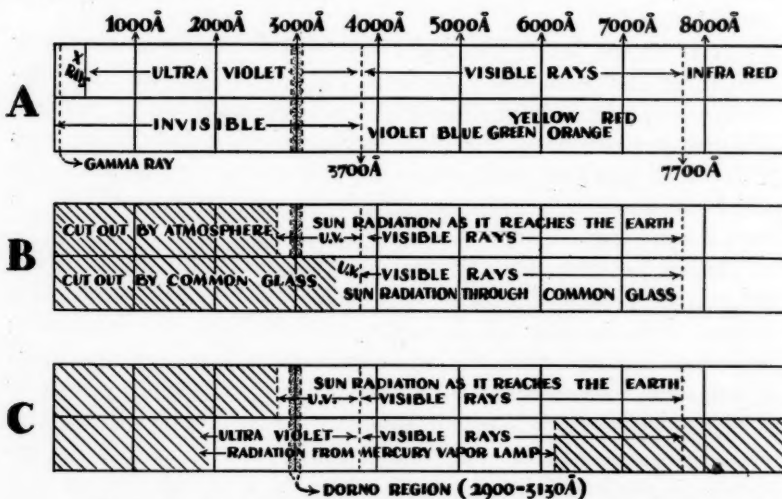 1000Å 2000Å 3000Å 4000Å 5000Å 6000Å 7000Å 8000Å
A
X RAY
ULTRA VIOLET VISIBLE RAYS INFRA RED
INVISIBLE
YELLOW RED
VIOLET BLUE GREEN ORANGE
GAMMA RAY 3700Å 7700Å
B
CUT OUT BY ATMOSPHERE
SUN RADIATION AS IT REACHES THE EARTH
U.V. VISIBLE RAYS
CUT OUT BY COMMON GLASS
U.V. VISIBLE RAYS
SUN RADIATION THROUGH COMMON GLASS
C
SUN RADIATION AS IT REACHES THE EARTH
U.V. VISIBLE RAYS
ULTRA VIOLET VISIBLE RAYS
RADIATION FROM MERCURY VAPOR LAMP
DORNO REGION (2900=3130Å)